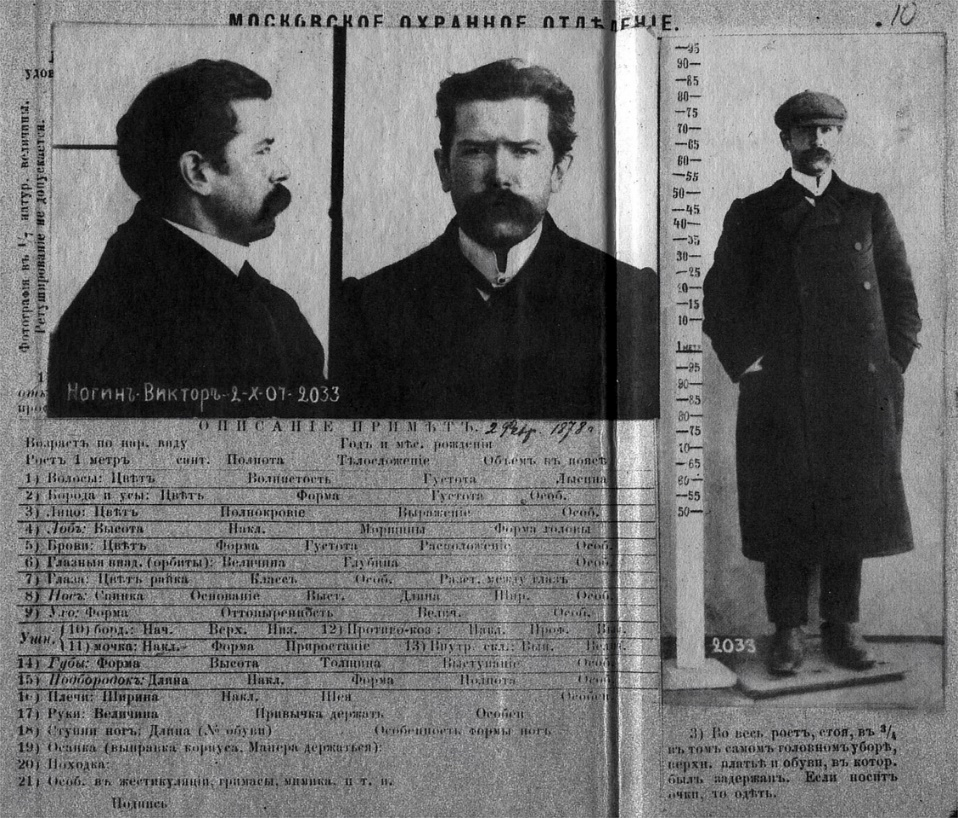 МОСКОВСКОЕ ОХРАННОЕ ОТДѢЛЕНІЕ.
10
Фотографіи въ 1/7 натур. величины.
Ретушированіе не допускается.
95
90
85
80
75
70
65
60
55
50
45
40
35
30
25
20
15
10
1
95
90
85
80
75
70
65
60
55
50
Ногинъ-Викторъ-2-X-07-2033
2033
ОПИСАНІЕ ПРИМѢТЪ. 2 Февр. 1878 г
Возрастъ по нар. виду Годъ и мѣс. рожденія
Ростъ 1 метръ сант. Полнота Тѣлосложеніе Объемъ въ поясѣ
1) Волосы: Цвѣтъ Волнистость Густота Лысина
2) Борода и усы: Цвѣтъ Форма Густота Особ.
3) Лицо: Цвѣтъ Полнокровіе Выраженіе Особ.
4) Лобъ: Высота Накл. Морщины Форма головы
5) Брови: Цвѣтъ Форма Густота Расположеніе Особ.
6) Глазныя впад. (орбиты): Величина Глубина Особ.
7) Глаза: Цвѣтъ райка Классъ Особ. Разст. между глазъ
8) Носъ: Спинка Основаніе Выст. Длина Шир. Особ.
9) Ухо: Форма Оттопыренность Велич. Особ.
Уши. 10) борд.: Нач. Верх. Низ. 12) Противо-коз: Накл. Проф.
11) мочка: Накл.- Форма Приростаніе 13) Внутр. скл.: Вып.
14) Губы: Форма Высота Толщина Выступаніе Особ.
15) Подбородокъ: Длина Накл. Форма Полнота Особ.
16) Плечи: Ширина Накл. Шея Особен.
17) Руки: Величина Привычка держать Особен
18) Ступни ногъ: Длина (№ обуви) Особенность формы ногъ
19) Осанка (выправка корпуса. Манера держаться):
20) Походка:
21) Особ. въ жестикуляціи, гримасы, мимика, и т. п.
Подпись
3) Во весь ростъ, стоя, въ 3/4
въ томъ самомъ головномъ уборѣ,
верхн. платьѣ и обуви, въ котор.
былъ задержанъ. Если носитъ
очки, то одѣть.